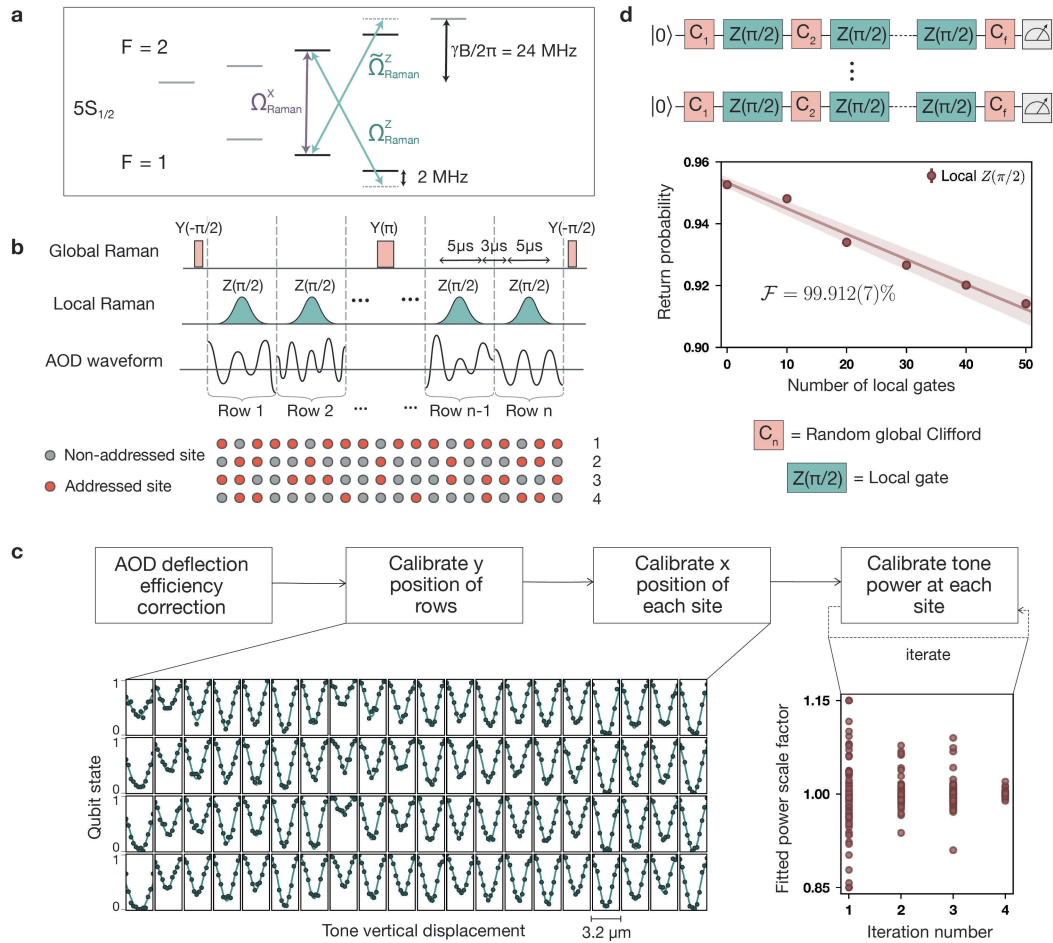 a
F = 2
5S1/2
F = 1
Ω^X_Raman
Ω̃^Z_Raman
Ω^Z_Raman
γB/2π = 24 MHz
2 MHz
b
Y(-π/2)
Y(π)
Y(-π/2)
Global Raman
5µs
3µs
5µs
Local Raman
Z(π/2)
Z(π/2)
•••
•••
Z(π/2)
Z(π/2)
AOD waveform
Row 1
Row 2
•••
•••
Row n-1
Row n
Non-addressed site
Addressed site
1
2
3
4
c
AOD deflection
efficiency
correction
Calibrate y
position of
rows
Calibrate x
position of
each site
Calibrate tone
power at each
site
iterate
Qubit state
1
0
1
0
1
0
1
0
Tone vertical displacement
3.2 µm
Fitted power scale factor
1.15
1.00
0.85
1
2
3
4
Iteration number
d
|0⟩ C1 Z(π/2) C2 Z(π/2) Z(π/2) Cf
|0⟩ C1 Z(π/2) C2 Z(π/2) Z(π/2) Cf
Return probability
0.96
0.94
0.92
0.90
Local Z(π/2)
F = 99.912(7)%
0
10
20
30
40
50
Number of local gates
Cn = Random global Clifford
Z(π/2) = Local gate